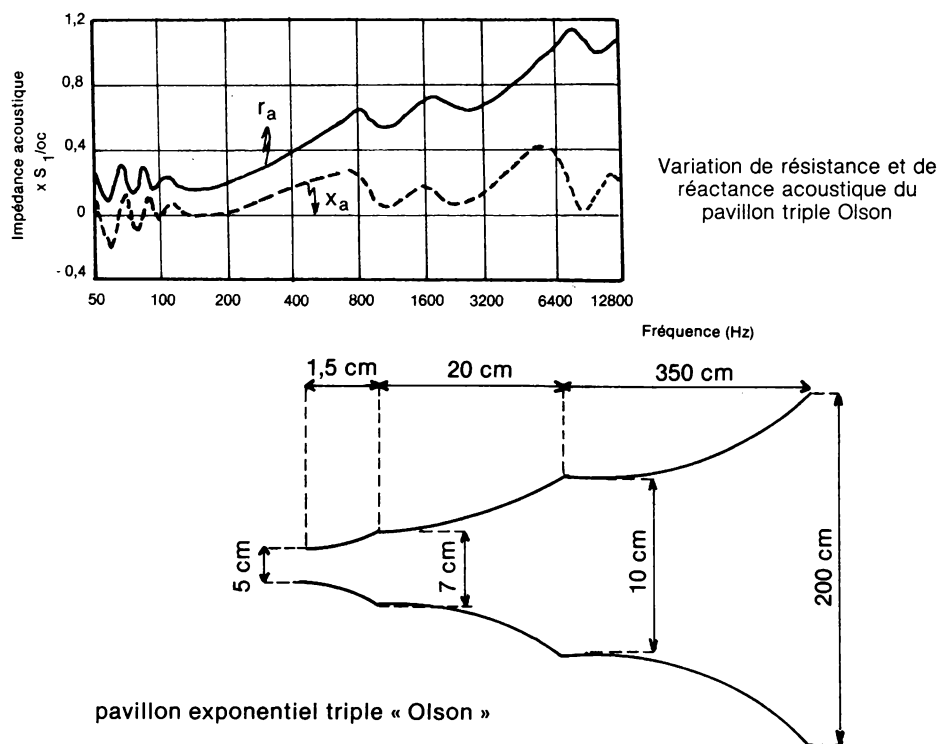 1,2
0,8
0,4
0
- 0,4
Impédance acoustique
x S1/oc
ra
xa
50 100 200 400 800 1600 3200 6400 12800
Fréquence (Hz)
Variation de résistance et de
réactance acoustique du
pavillon triple Olson
1,5 cm 20 cm 350 cm
5 cm
7 cm
10 cm
200 cm
pavillon exponentiel triple « Olson »